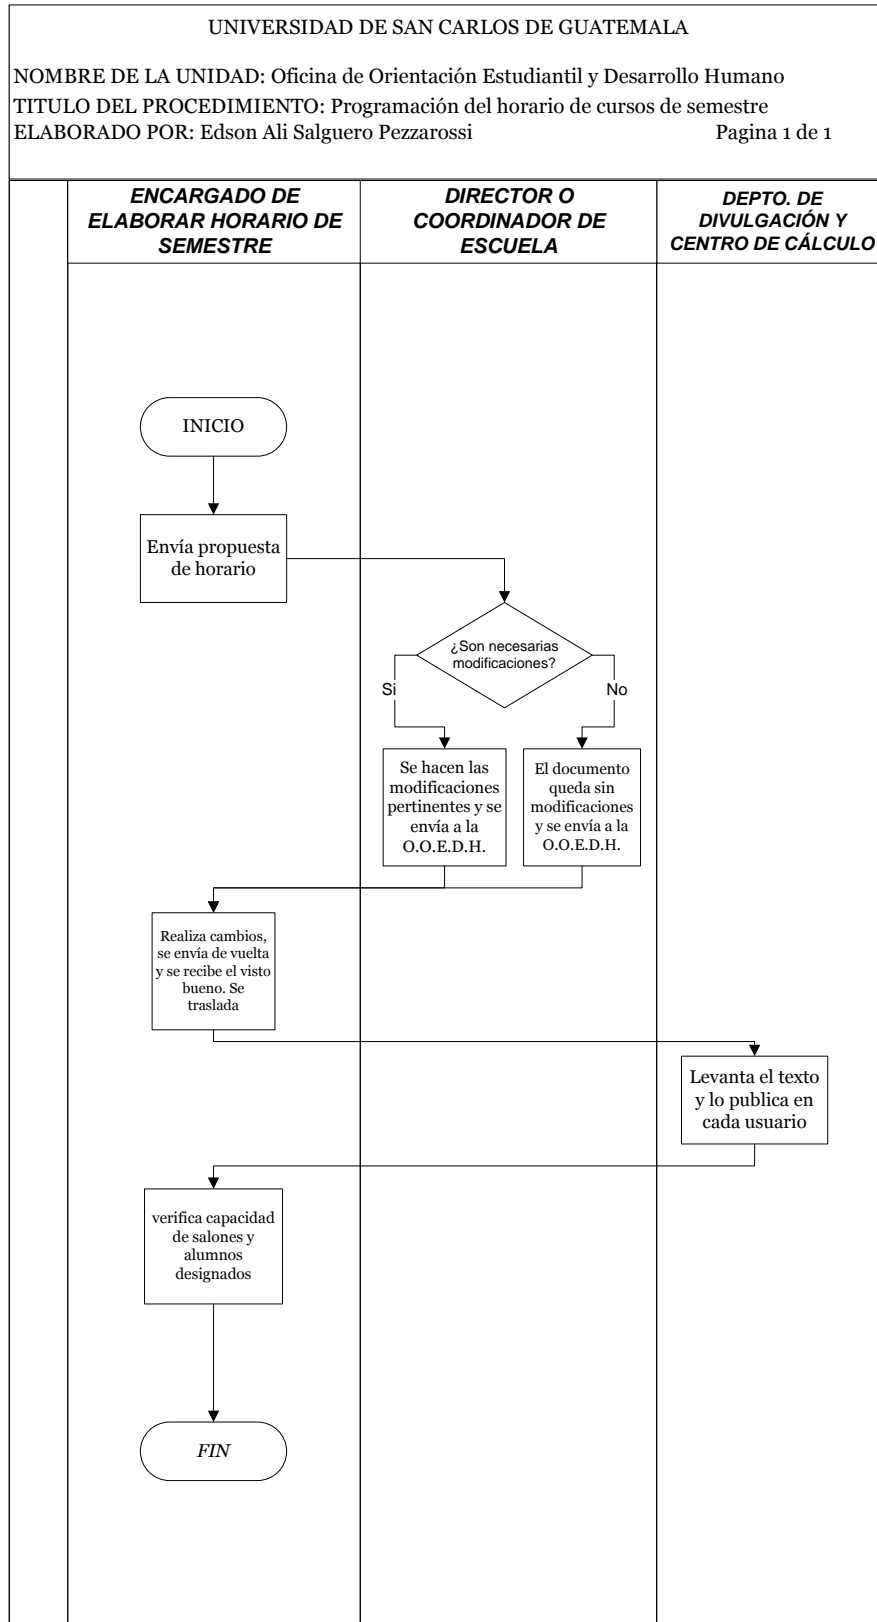 UNIVERSIDAD DE SAN CARLOS DE GUATEMALA
NOMBRE DE LA UNIDAD: Oficina de Orientación Estudiantil y Desarrollo Humano
TITULO DEL PROCEDIMIENTO: Programación del horario de cursos de semestre
ELABORADO POR: Edson Ali Salguero Pezzarossi Pagina 1 de 1
ENCARGADO DE
ELABORAR HORARIO DE
SEMESTRE
DIRECTOR O
COORDINADOR DE
ESCUELA
DEPTO. DE
DIVULGACIÓN Y
CENTRO DE CÁLCULO
INICIO
Envía propuesta
de horario
¿Son necesarias
modificaciones?
Si
No
Se hacen las
modificaciones
pertinentes y se
envía a la
O.O.E.D.H.
El documento
queda sin
modificaciones
y se envía a la
O.O.E.D.H.
Realiza cambios,
se envía de vuelta
y se recibe el visto
bueno. Se
traslada
Levanta el texto
y lo publica en
cada usuario
verifica capacidad
de salones y
alumnos
designados
FIN